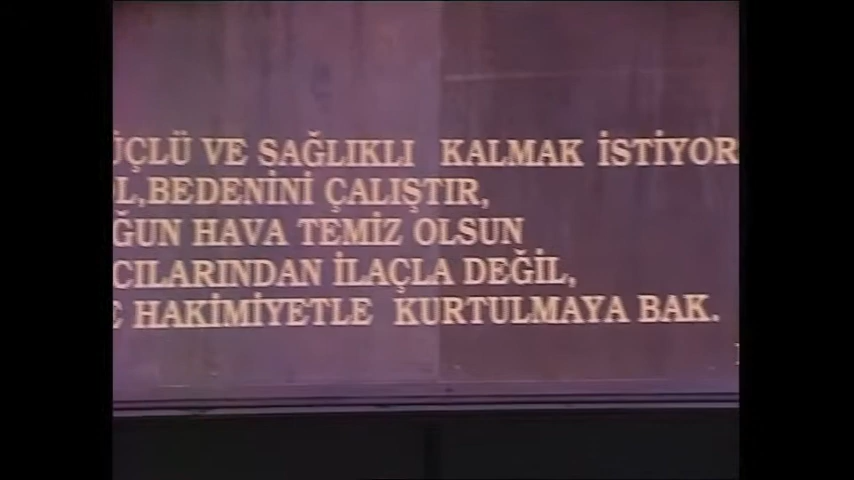 ÜÇLÜ VE SAĞLIKLI KALMAK İSTİYOR
L, BEDENİNİ ÇALIŞTIR,
ĞUN HAVA TEMİZ OLSUN
CILARINDAN İLAÇLA DEĞİL,
HAKİMİYETLE KURTULMAYA BAK.